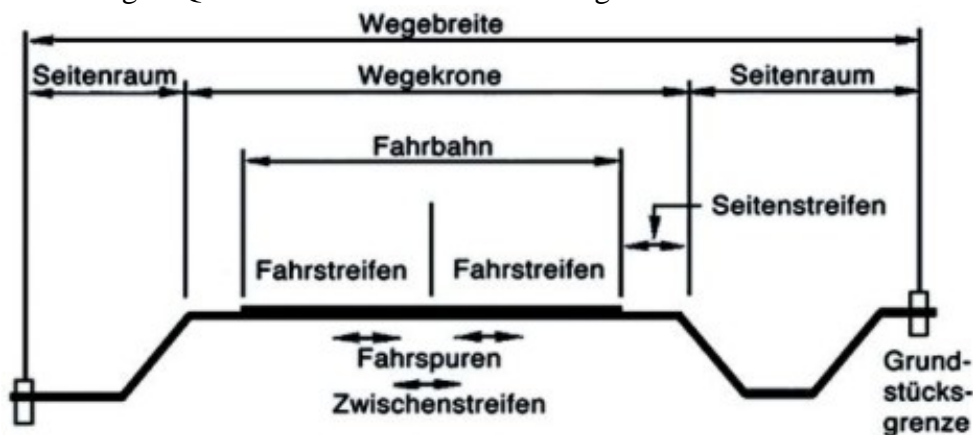 Wegebreite
Seitenraum Wegekrone Seitenraum
Fahrbahn
Seitenstreifen
Fahrstreifen Fahrstreifen
Fahrspuren
Zwischenstreifen
Grund-
stücks-
grenze